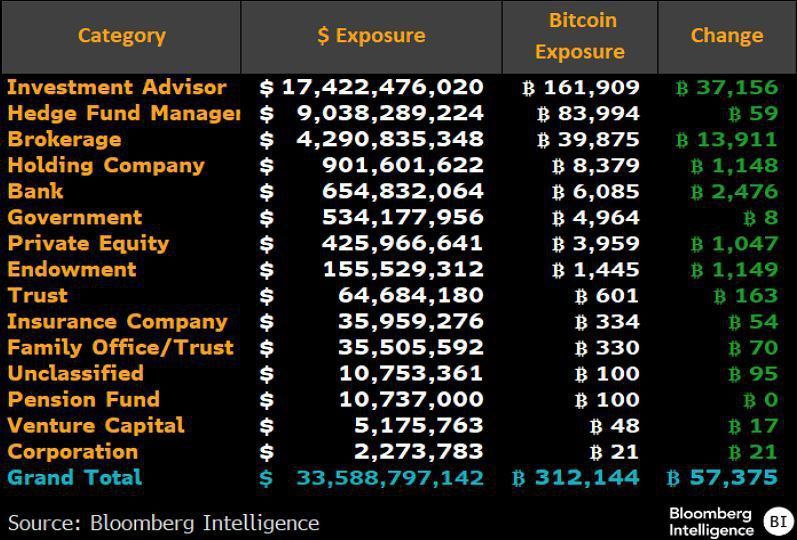 Category $ Exposure Bitcoin Exposure Change
Investment Advisor $ 17,422,476,020 ₿ 161,909 ₿ 37,156
Hedge Fund Manager $ 9,038,289,224 ₿ 83,994 ₿ 59
Brokerage $ 4,290,835,348 ₿ 39,875 ₿ 13,911
Holding Company $ 901,601,622 ₿ 8,379 ₿ 1,148
Bank $ 654,832,064 ₿ 6,085 ₿ 2,476
Government $ 534,177,956 ₿ 4,964 ₿ 8
Private Equity $ 425,966,641 ₿ 3,959 ₿ 1,047
Endowment $ 155,529,312 ₿ 1,445 ₿ 1,149
Trust $ 64,684,180 ₿ 601 ₿ 163
Insurance Company $ 35,959,276 ₿ 334 ₿ 54
Family Office/Trust $ 35,505,592 ₿ 330 ₿ 70
Unclassified $ 10,753,361 ₿ 100 ₿ 95
Pension Fund $ 10,737,000 ₿ 100 ₿ 0
Venture Capital $ 5,175,763 ₿ 48 ₿ 17
Corporation $ 2,273,783 ₿ 21 ₿ 21
Grand Total $ 33,588,797,142 ₿ 312,144 ₿ 57,375
Source: Bloomberg Intelligence
Bloomberg
Intelligence BI